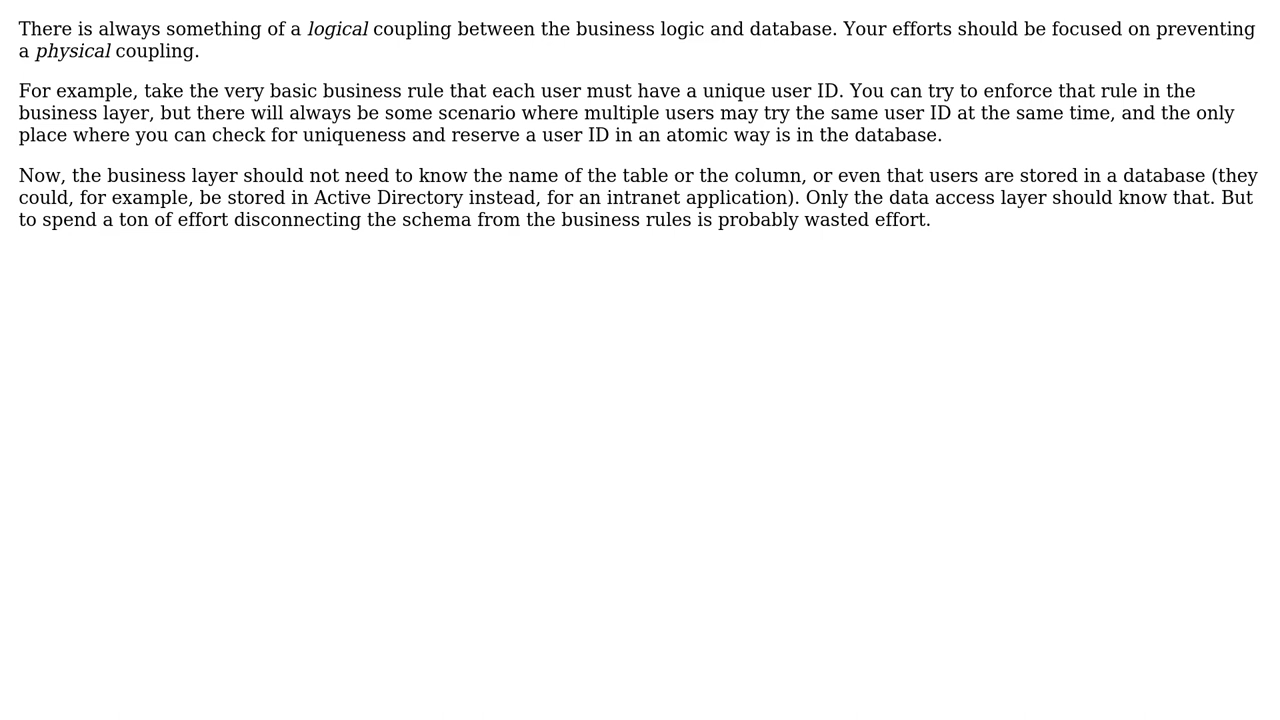 There is always something of a logical coupling between the business logic and database. Your efforts should be focused on preventing
a physical coupling.
For example, take the very basic business rule that each user must have a unique user ID. You can try to enforce that rule in the
business layer, but there will always be some scenario where multiple users may try the same user ID at the same time, and the only
place where you can check for uniqueness and reserve a user ID in an atomic way is in the database.
Now, the business layer should not need to know the name of the table or the column, or even that users are stored in a database (they
could, for example, be stored in Active Directory instead, for an intranet application). Only the data access layer should know that. But
to spend a ton of effort disconnecting the schema from the business rules is probably wasted effort.